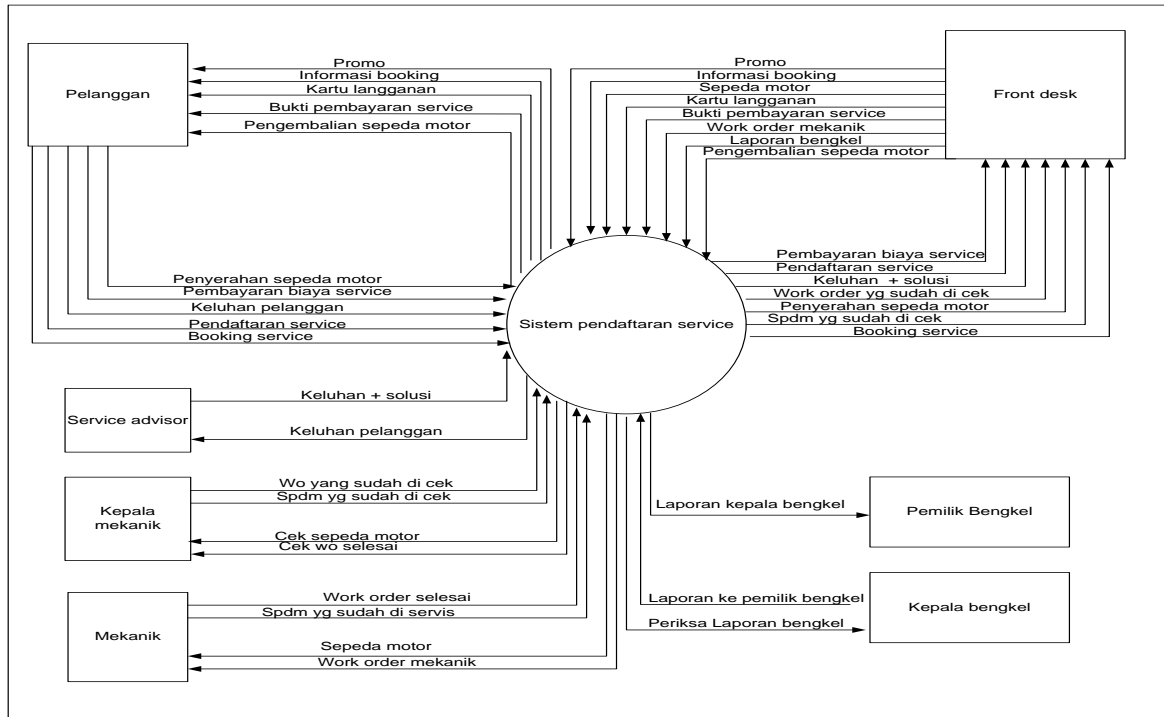 Pelanggan
Promo
Informasi booking
Kartu langganan
Bukti pembayaran service
Pengembalian sepeda motor
Promo
Informasi booking
Sepeda motor
Kartu langganan
Bukti pembayaran service
Work order mekanik
Laporan bengkel
Pengembalian sepeda motor
Front desk
Penyerahan sepeda motor
Pembayaran biaya service
Keluhan pelanggan
Pendaftaran service
Booking service
Sistem pendaftaran service
Pembayaran biaya service
Pendaftaran service
Keluhan + solusi
Work order yg sudah di cek
Penyerahan sepeda motor
Spdm yg sudah di cek
Booking service
Service advisor
Keluhan + solusi
Keluhan pelanggan
Kepala
mekanik
Wo yang sudah di cek
Spdm yg sudah di cek
Cek sepeda motor
Cek wo selesai
Laporan kepala bengkel
Pemilik Bengkel
Mekanik
Work order selesai
Spdm yg sudah di servis
Sepeda motor
Work order mekanik
Laporan ke pemilik bengkel
Periksa Laporan bengkel
Kepala bengkel